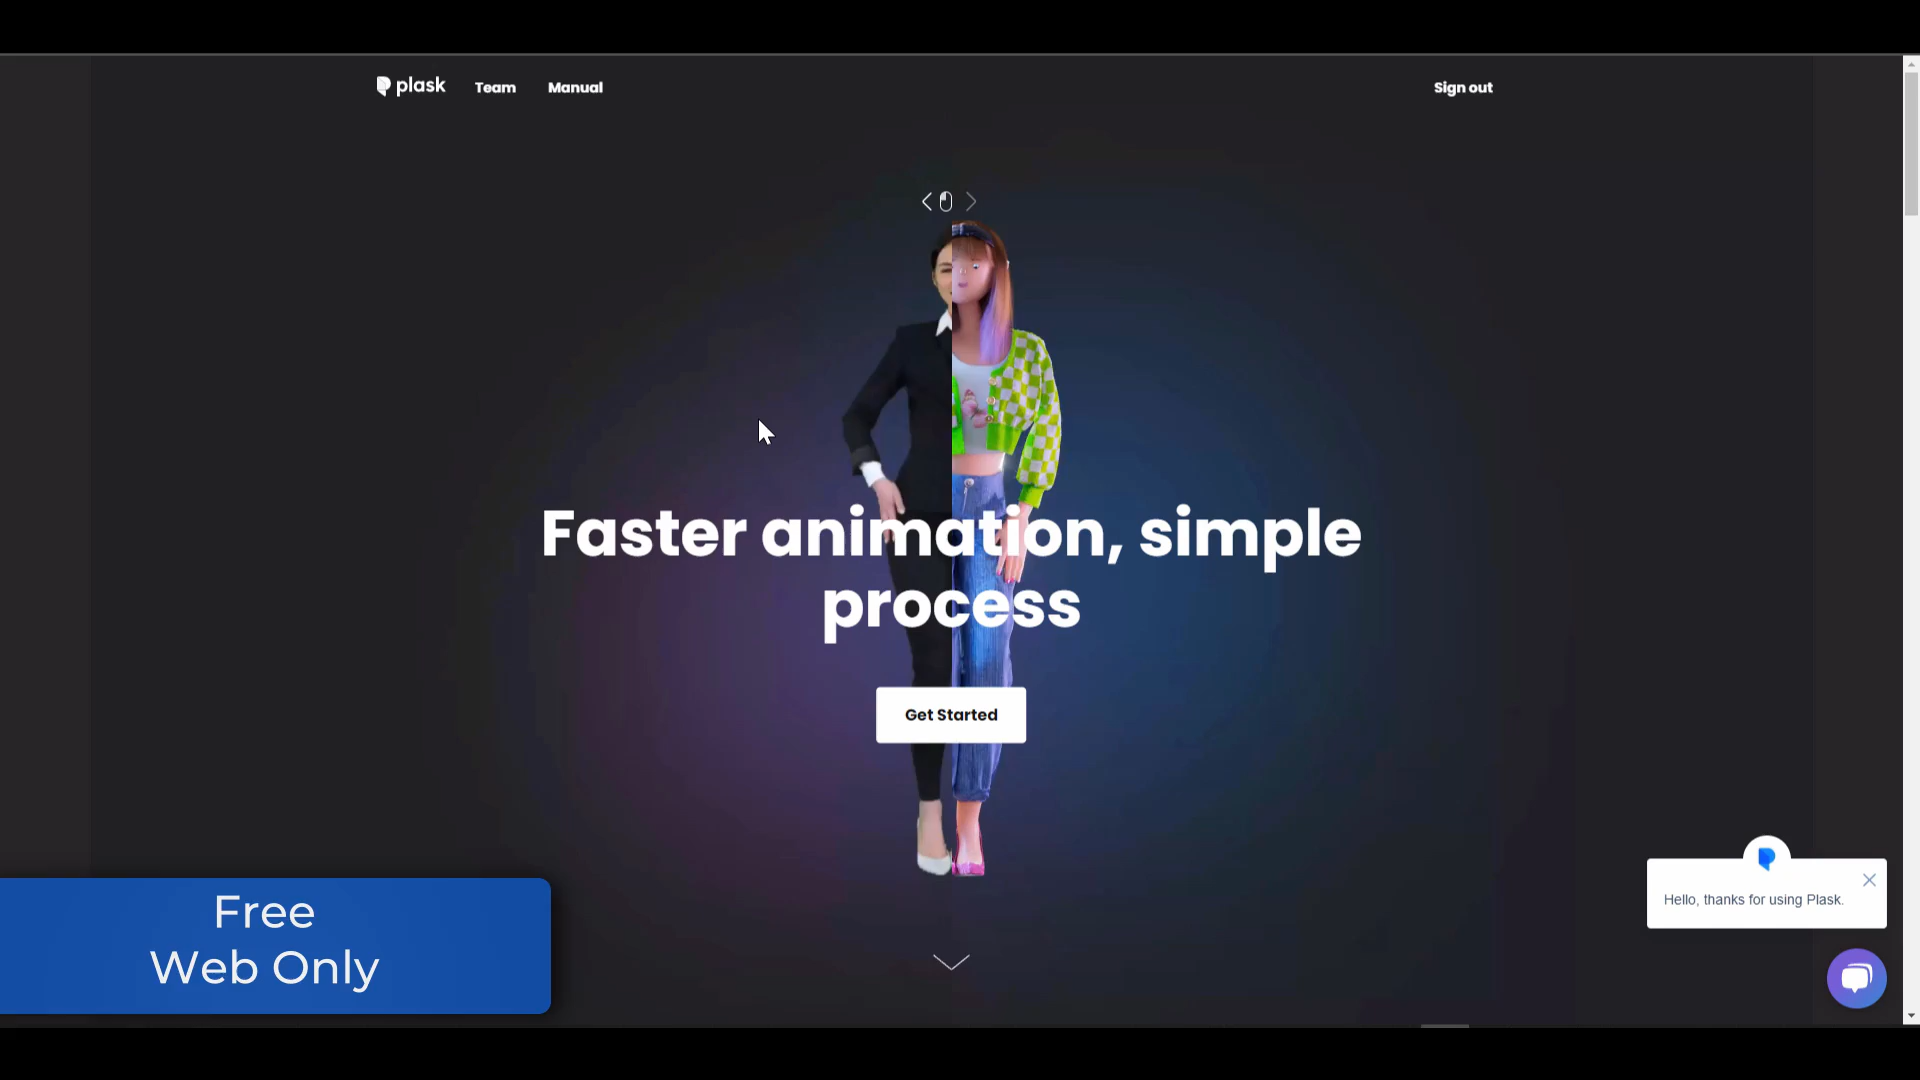 plask
Team
Manual
Sign out
Faster animation, simple
process
Get Started
Hello, thanks for using Plask.
Free
Web Only